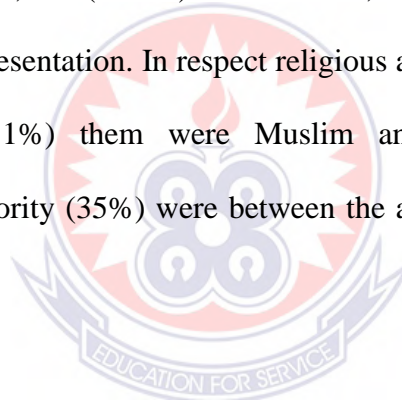 esentation. In respect religious a
1%) them were Muslim an
ority (35%) were between the a
EDUCATION FOR SERVICE